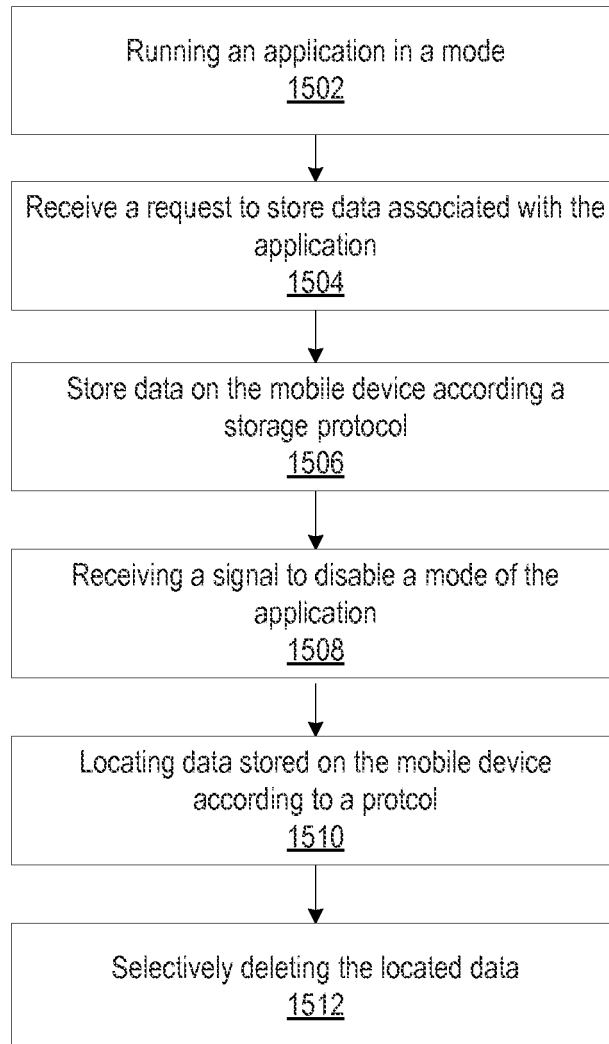 Running an application in a mode
1502
Receive a request to store data associated with the
application
1504
Store data on the mobile device according a
storage protocol
1506
Receiving a signal to disable a mode of the
application
1508
Locating data stored on the mobile device
according to a protcol
1510
Selectively deleting the located data
1512